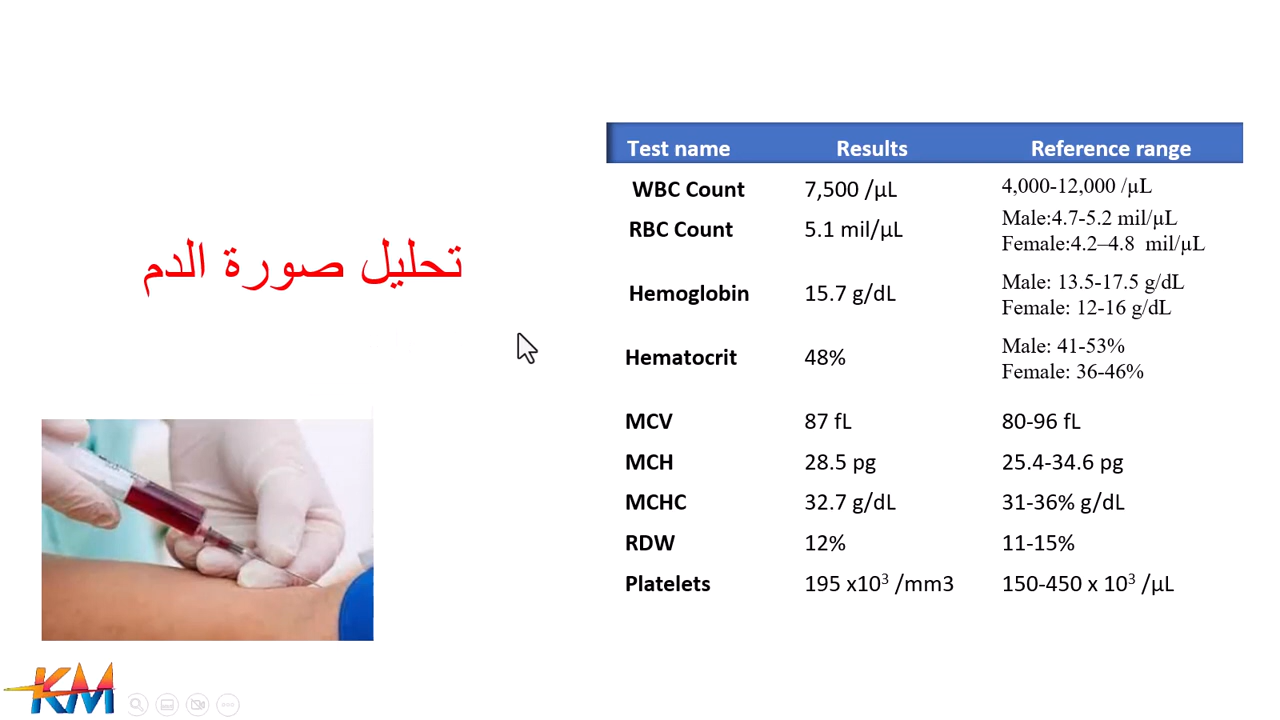 تحليل صورة الدم
Test name Results Reference range
WBC Count 7,500 /µL 4,000-12,000 /µL
RBC Count 5.1 mil/µL Male:4.7-5.2 mil/µL
Female:4.2–4.8 mil/µL
Hemoglobin 15.7 g/dL Male: 13.5-17.5 g/dL
Female: 12-16 g/dL
Hematocrit 48% Male: 41-53%
Female: 36-46%
MCV 87 fL 80-96 fL
MCH 28.5 pg 25.4-34.6 pg
MCHC 32.7 g/dL 31-36% g/dL
RDW 12% 11-15%
Platelets 195 x10³ /mm3 150-450 x 10³ /µL
KM